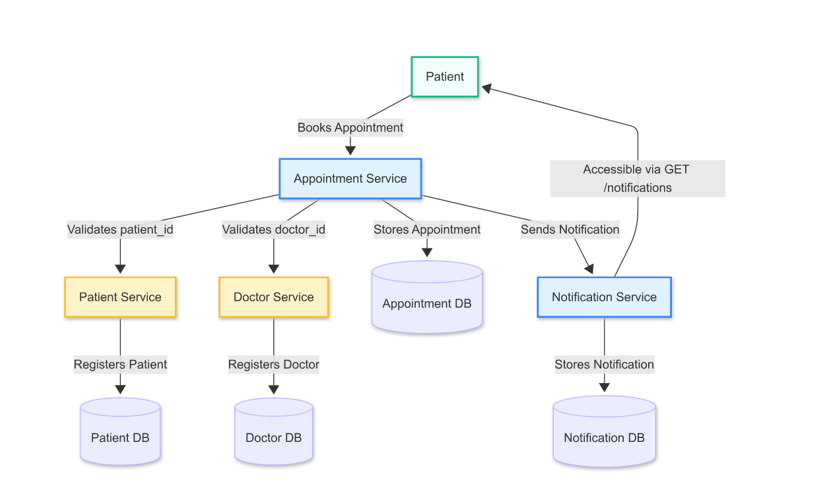 Patient
Books Appointment
Accessible via GET
/notifications
Appointment Service
Validates patient_id
Validates doctor_id
Stores Appointment
Sends Notification
Patient Service
Doctor Service
Appointment DB
Notification Service
Registers Patient
Registers Doctor
Stores Notification
Patient DB
Doctor DB
Notification DB